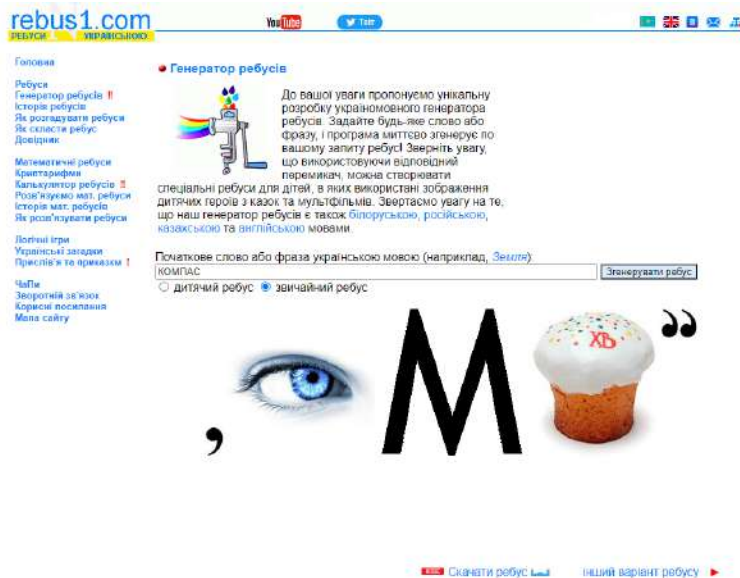 rebus1.com
РЕБУСИ УКРАЇНСЬКОЮ
YouTube
Твіт
Головна
Ребуси
Генератор ребусів !!
Історія ребусів
Як розгадувати ребуси
Як скласти ребус
Довідник
Математичні ребуси
Криптарифми
Калькулятор ребусів !!
Розв'язуємо мат. ребуси
Історія мат. ребусів
Як розв'язувати ребуси
Логічні ігри
Українські загадки
Прислів'я та приказки !
ЧаПи
Зворотній зв'язок
Корисні посилання
Мапа сайту
Генератор ребусів
До вашої уваги пропонуємо унікальну
розробку україномовного генератора
ребусів. Задайте будь-яке слово або
фразу, і програма миттєво згенерує по
вашому запиту ребус! Зверніть увагу,
що використовуючи відповідний
перемикач, можна створювати
спеціальні ребуси для дітей, в яких використані зображення
дитячих героїв з казок та мультфільмів. Звертаємо увагу на те,
що наш генератор ребусів є також білоруською, російською,
казахською та англійською мовами.
Початкове слово або фраза українською мовою (наприклад, Земля):
КОМПАС
Згенерувати ребус
дитячий ребус звичайний ребус
, М ХВ ,,
Скачати ребус інший варіант ребусу